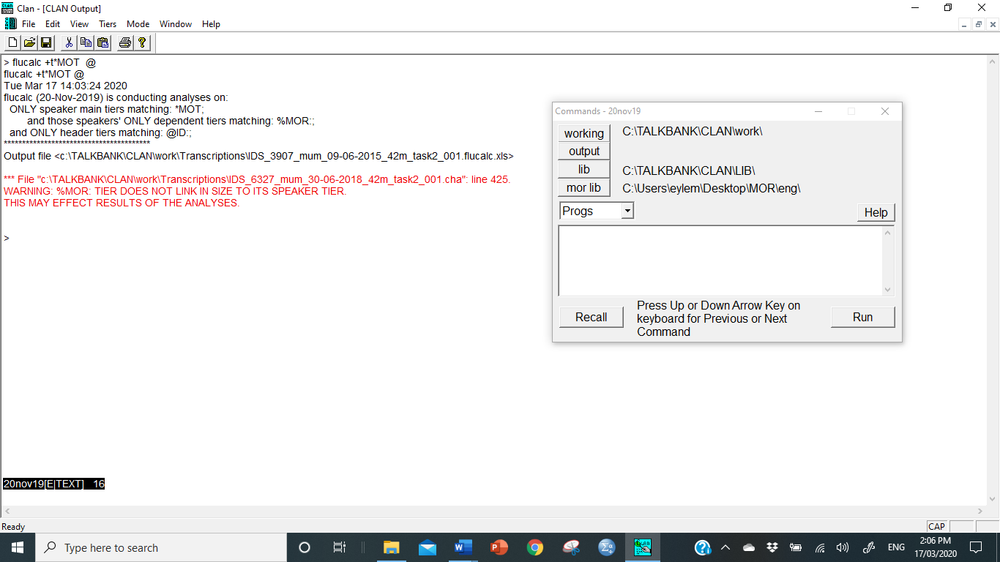 Clan - [CLAN Output]
File Edit View Tiers Mode Window Help
> flucalc +t*MOT  @
flucalc +t*MOT @
Tue Mar 17 14:03:24 2020
flucalc (20-Nov-2019) is conducting analyses on:
ONLY speaker main tiers matching: *MOT;
and those speakers' ONLY dependent tiers matching: %MOR:;
and ONLY header tiers matching: @ID:;
****************************************
Output file <c:\TALKBANK\CLAN\work\Transcriptions\IDS_3907_mum_09-06-2015_42m_task2_001.flucalc.xls>
*** File "c:\TALKBANK\CLAN\work\Transcriptions\IDS_6327_mum_30-06-2018_42m_task2_001.cha": line 425.
WARNING: %MOR: TIER DOES NOT LINK IN SIZE TO ITS SPEAKER TIER.
THIS MAY EFFECT RESULTS OF THE ANALYSES.
>
20nov19[E|TEXT] 16
Commands - 20nov19
working C:\TALKBANK\CLAN\work\
output
lib C:\TALKBANK\CLAN\LIB\
mor lib C:\Users\eylem\Desktop\MOR\eng\
Progs
Help
Recall
Press Up or Down Arrow Key on
keyboard for Previous or Next
Command
Run
Ready
CAP
Type here to search
ENG
2:06 PM
17/03/2020